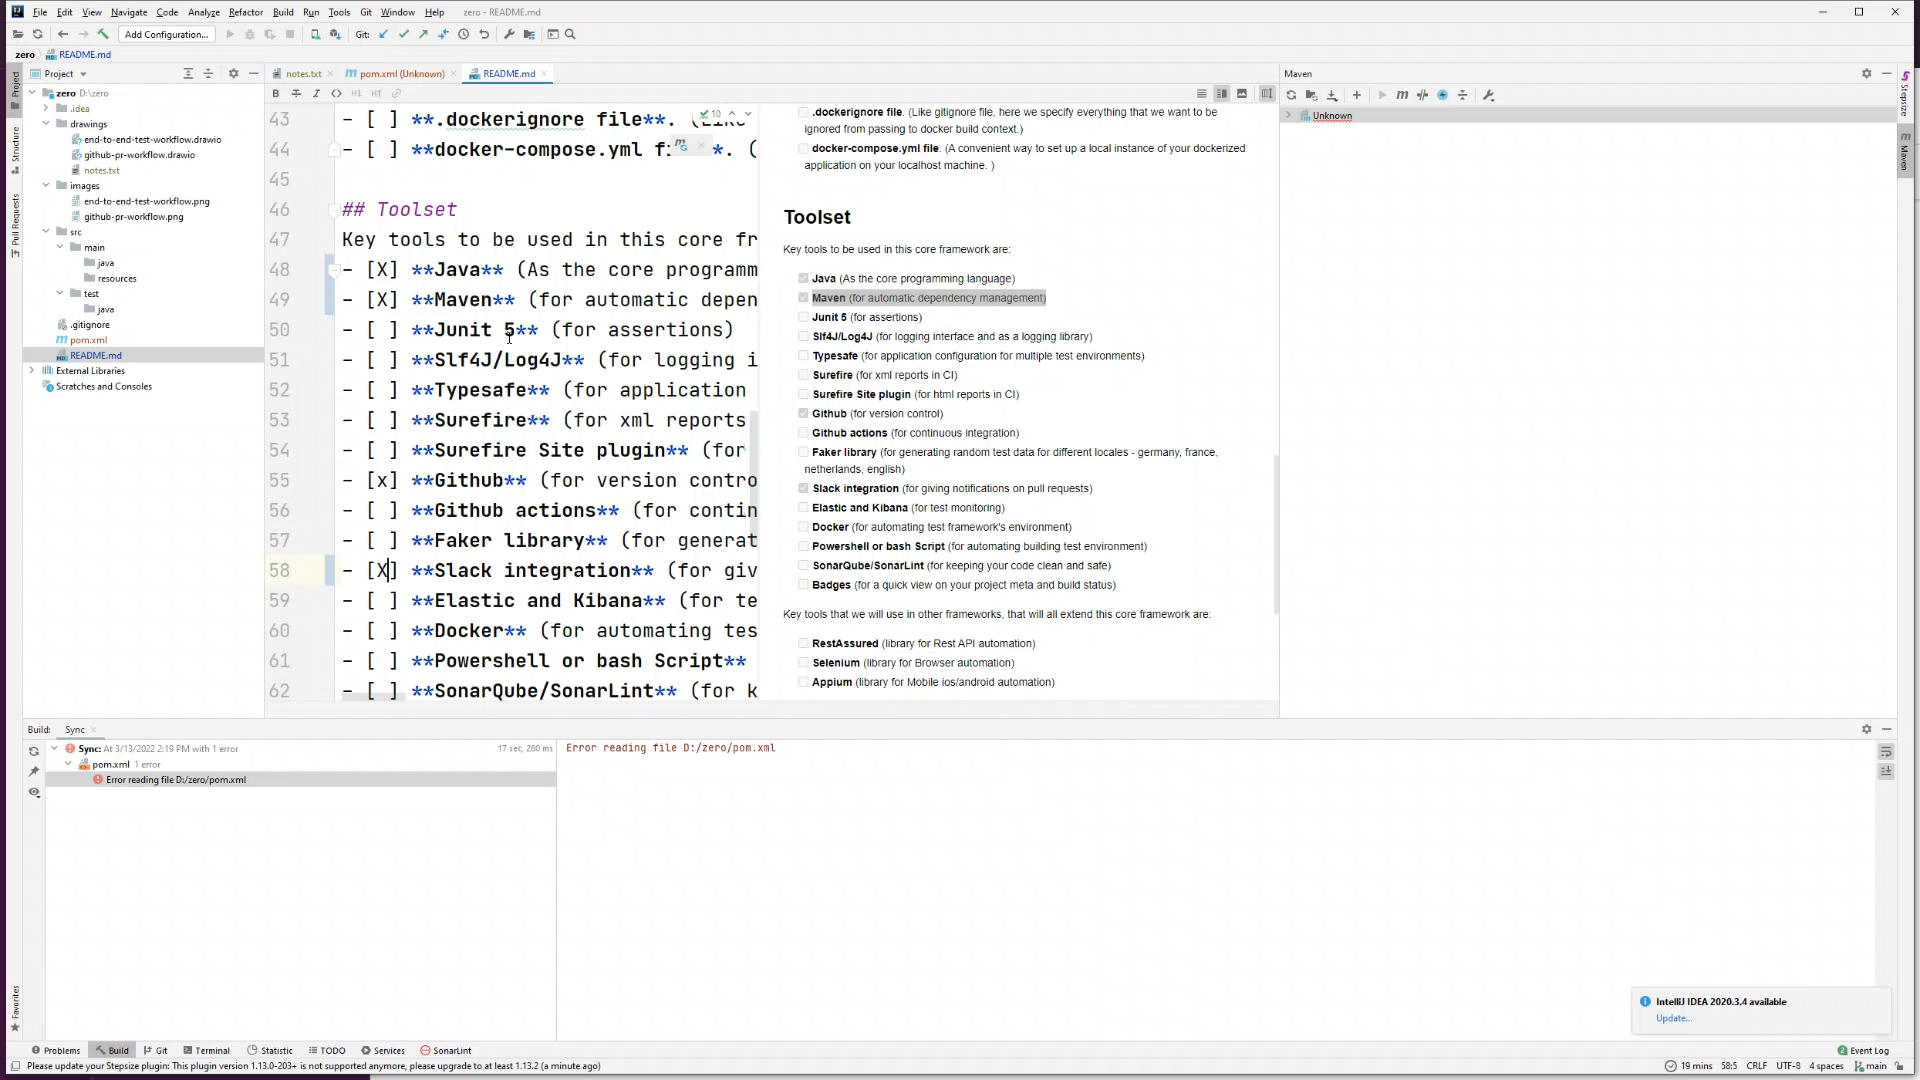 File Edit View Navigate Code Analyze Refactor Build Run Tools Git Window Help zero - README.md
Add Configuration... Git:
zero README.md
Project
notes.txt pom.xml (Unknown) README.md
Maven
Unknown
zero D:\zero
.idea
drawings
end-to-end-test-workflow.drawio
github-pr-workflow.drawio
notes.txt
images
end-to-end-test-workflow.png
github-pr-workflow.png
src
main
java
resources
test
java
.gitignore
pom.xml
README.md
External Libraries
Scratches and Consoles
Project
Structure
Pull Requests
Favorites
10
43 - [ ] **.dockerignore file**. (Like
44 - [ ] **docker-compose.yml fi *. (
45
46 ## Toolset
47 Key tools to be used in this core fr
48 - [X] **Java** (As the core programm
49 - [X] **Maven** (for automatic depen
50 - [ ] **Junit 5** (for assertions)
51 - [ ] **Slf4J/Log4J** (for logging i
52 - [ ] **Typesafe** (for application
53 - [ ] **Surefire** (for xml reports
54 - [ ] **Surefire Site plugin** (for
55 - [x] **Github** (for version contro
56 - [ ] **Github actions** (for contin
57 - [ ] **Faker library** (for generat
58 - [X] **Slack integration** (for giv
59 - [ ] **Elastic and Kibana** (for te
60 - [ ] **Docker** (for automating tes
61 - [ ] **Powershell or bash Script**
62 - [ ] **SonarQube/SonarLint** (for k
.dockerignore file. (Like gitignore file, here we specify everything that we want to be
ignored from passing to docker build context.)
docker-compose.yml file. (A convenient way to set up a local instance of your dockerized
application on your localhost machine. )
Toolset
Key tools to be used in this core framework are:
Java (As the core programming language)
Maven (for automatic dependency management)
Junit 5 (for assertions)
Slf4J/Log4J (for logging interface and as a logging library)
Typesafe (for application configuration for multiple test environments)
Surefire (for xml reports in CI)
Surefire Site plugin (for html reports in CI)
Github (for version control)
Github actions (for continuous integration)
Faker library (for generating random test data for different locales - germany, france,
netherlands, english)
Slack integration (for giving notifications on pull requests)
Elastic and Kibana (for test monitoring)
Docker (for automating test framework's environment)
Powershell or bash Script (for automating building test environment)
SonarQube/SonarLint (for keeping your code clean and safe)
Badges (for a quick view on your project meta and build status)
Key tools that we will use in other frameworks, that will all extend this core framework are:
RestAssured (library for Rest API automation)
Selenium (library for Browser automation)
Appium (library for Mobile ios/android automation)
Stepsize
Maven
Build: Sync
Sync: At 3/13/2022 2:19 PM with 1 error 17 sec, 280 ms
pom.xml 1 error
Error reading file D:/zero/pom.xml
Error reading file D:/zero/pom.xml
IntelliJ IDEA 2020.3.4 available
Update...
Problems Build Git Terminal Statistic TODO Services SonarLint 2 Event Log
Please update your Stepsize plugin: This plugin version 1.13.0-203+ is not supported anymore, please upgrade to at least 1.13.2 (a minute ago) 19 mins 58:5 CRLF UTF-8 4 spaces main